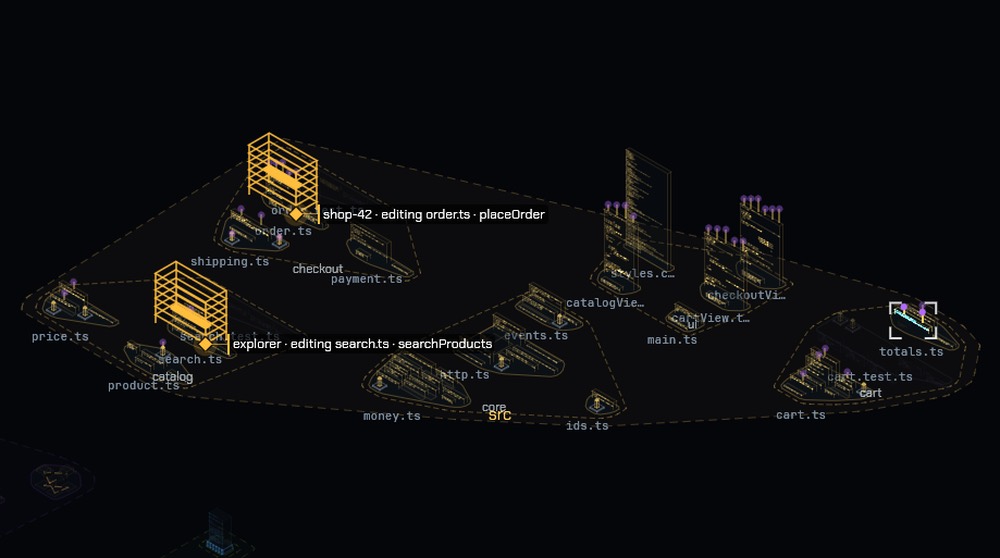 shop-42 · editing order.ts · placeOrder
order.ts
shipping.ts
checkout
payment.ts
styles.c…
checkoutVi…
catalogVie…
cartView.t…
ui
main.ts
price.ts
explorer · editing search.ts · searchProducts
search.ts
events.ts
totals.ts
catalog
product.ts
http.ts
cart.test.ts
cart
core
src
money.ts
cart.ts
ids.ts